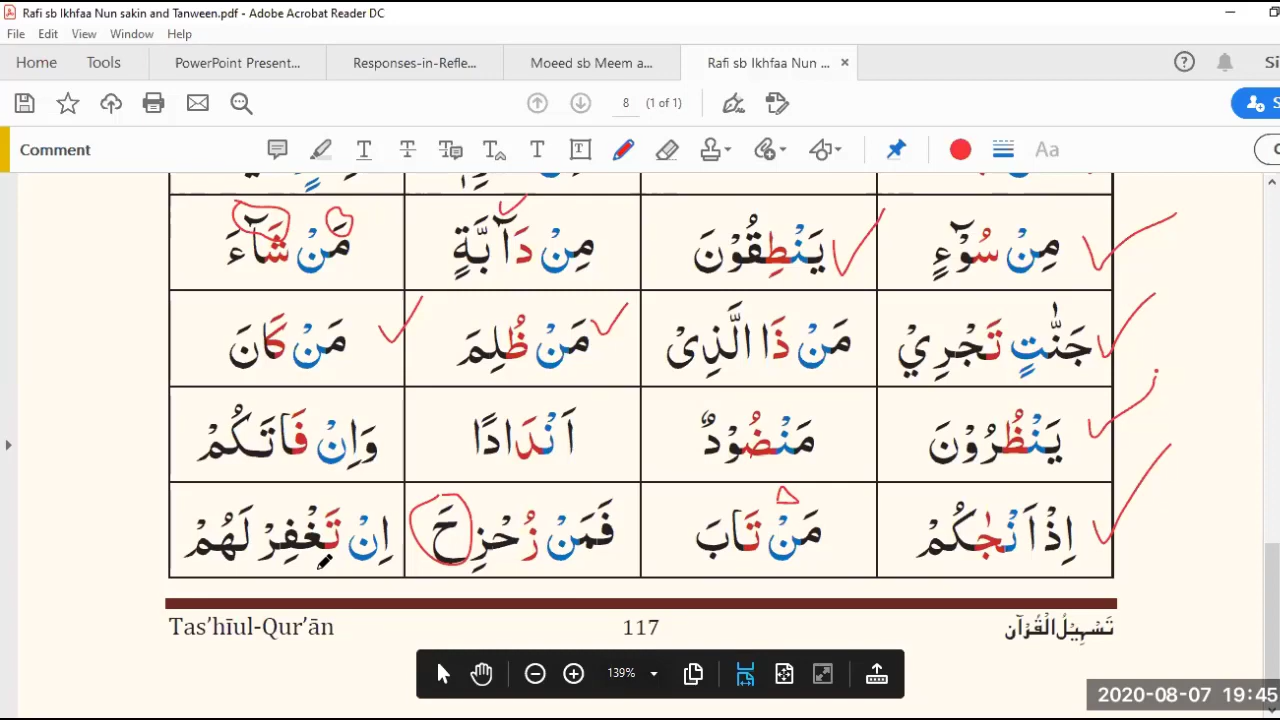 Rafi sb Ikhfaa Nun sakin and Tanween.pdf - Adobe Acrobat Reader DC
File Edit View Window Help
Home Tools PowerPoint Present... Responses-in-Refle... Moeed sb Meem a... Rafi sb Ikhfaa Nun ... × Si
8 (1 of 1)
Comment Aa
مِنْ سُوْٓءٍ يَنْطِقُوْنَ مِنْ دَآ بَّةٍ مَنْ شَآءَ
جَنّٰتٍ تَجْرِيْ مَنْ ذَا الَّذِىْ مَنْ ظُلِمَ مَنْ كَانَ
يَنْظُرُوْنَ مَنْضُوْدٌ اَنْدَادًا وَاِنْ فَاتَكُمْ
اِذْ اَنْجٰكُمْ مَنْ تَابَ فَمَنْ زُحْزِحَ اِنْ تَغْفِرْ لَهُمْ
Tas’hīul-Qur’ān 117 تَسْهِيْلُ الْقُرْآن
139%
2020-08-07 19:45